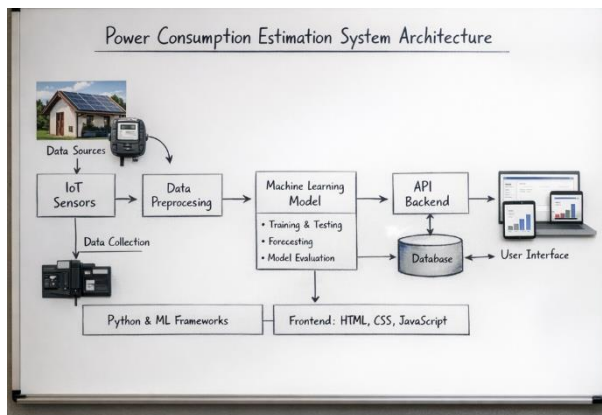 Power Consumption Estimation System Architecture
Data Sources
IoT
Sensors
Data
Preprocesing
Machine Learning
Model
• Training & Testing
• Forecesting
• Model Evaluation
API
Backend
Data Collection
Database
User Interface
Python & ML Frameworks
Frontend: HTML, CSS, JavaScript